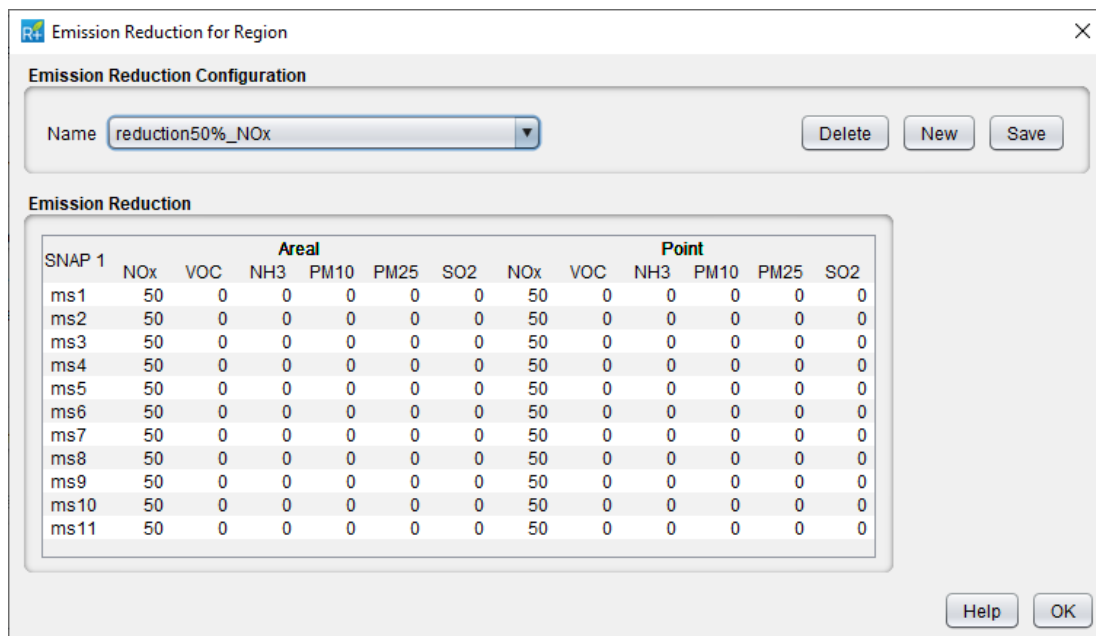 R+ Emission Reduction for Region
Emission Reduction Configuration
Name reduction50%_NOx Delete New Save
Emission Reduction
SNAP 1 Areal Point
NOx VOC NH3 PM10 PM25 SO2 NOx VOC NH3 PM10 PM25 SO2
ms1 50 0 0 0 0 0 50 0 0 0 0 0
ms2 50 0 0 0 0 0 50 0 0 0 0 0
ms3 50 0 0 0 0 0 50 0 0 0 0 0
ms4 50 0 0 0 0 0 50 0 0 0 0 0
ms5 50 0 0 0 0 0 50 0 0 0 0 0
ms6 50 0 0 0 0 0 50 0 0 0 0 0
ms7 50 0 0 0 0 0 50 0 0 0 0 0
ms8 50 0 0 0 0 0 50 0 0 0 0 0
ms9 50 0 0 0 0 0 50 0 0 0 0 0
ms10 50 0 0 0 0 0 50 0 0 0 0 0
ms11 50 0 0 0 0 0 50 0 0 0 0 0
Help OK